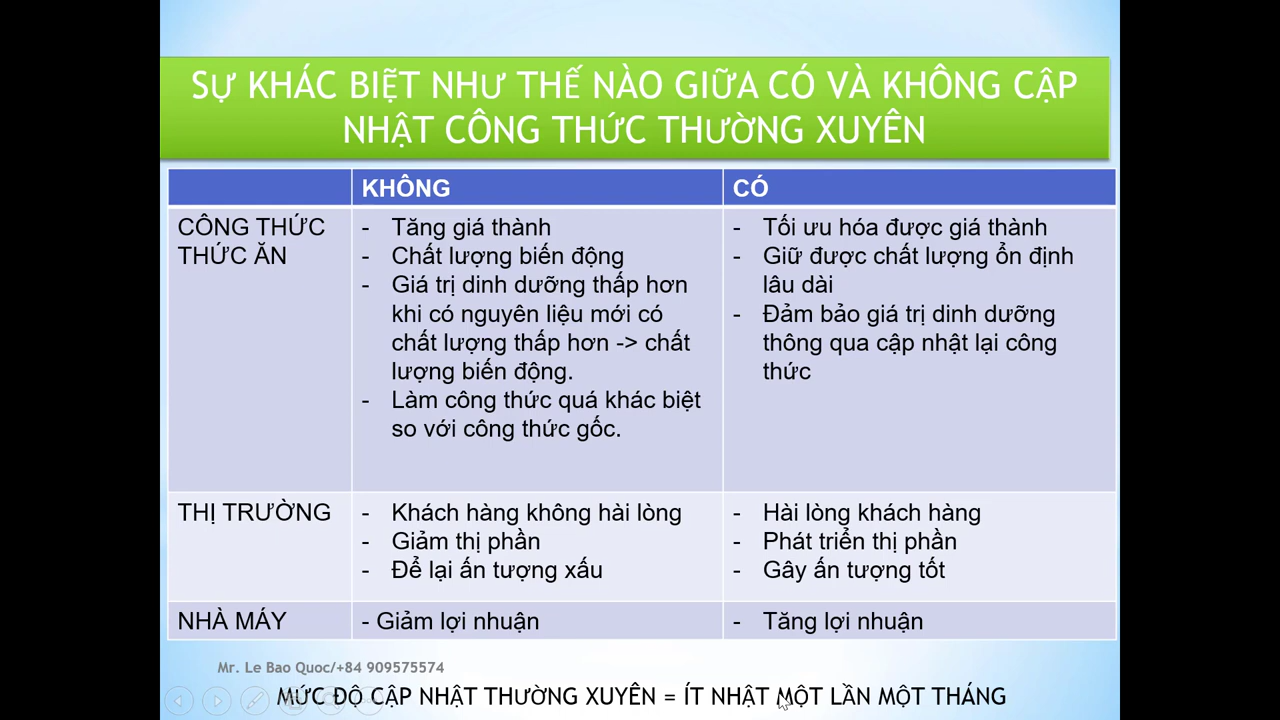 SỰ KHÁC BIỆT NHƯ THẾ NÀO GIỮA CÓ VÀ KHÔNG CẬP
NHẬT CÔNG THỨC THƯỜNG XUYÊN
KHÔNG
CÓ
CÔNG THỨC
THỨC ĂN
- Tăng giá thành
- Chất lượng biến động
- Giá trị dinh dưỡng thấp hơn
khi có nguyên liệu mới có
chất lượng thấp hơn -> chất
lượng biến động.
- Làm công thức quá khác biệt
so với công thức gốc.
- Tối ưu hóa được giá thành
- Giữ được chất lượng ổn định
lâu dài
- Đảm bảo giá trị dinh dưỡng
thông qua cập nhật lại công
thức
THỊ TRƯỜNG
- Khách hàng không hài lòng
- Giảm thị phần
- Để lại ấn tượng xấu
- Hài lòng khách hàng
- Phát triển thị phần
- Gây ấn tượng tốt
NHÀ MÁY
- Giảm lợi nhuận
- Tăng lợi nhuận
Mr. Le Bao Quoc/+84 909575574
MỨC ĐỘ CẬP NHẬT THƯỜNG XUYÊN = ÍT NHẬT MỘT LẦN MỘT THÁNG